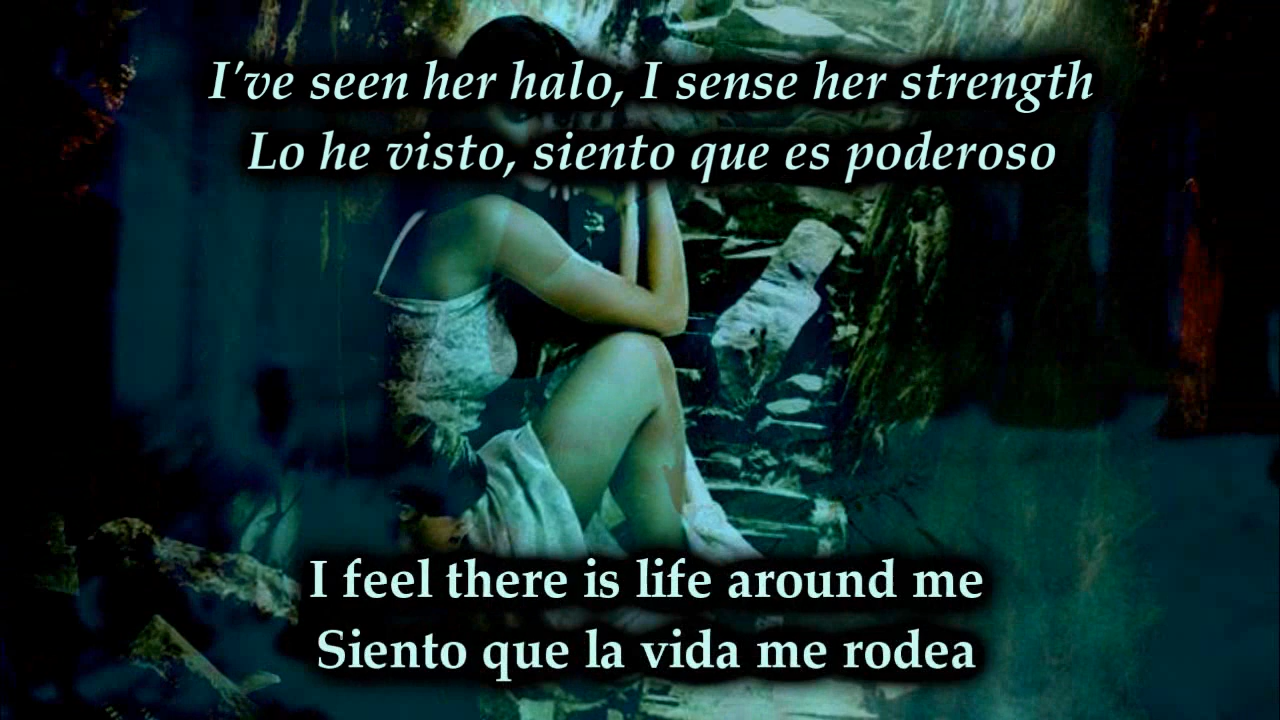 I've seen her halo, I sense her strength
Lo he visto, siento que es poderoso
I feel there is life around me
Siento que la vida me rodea